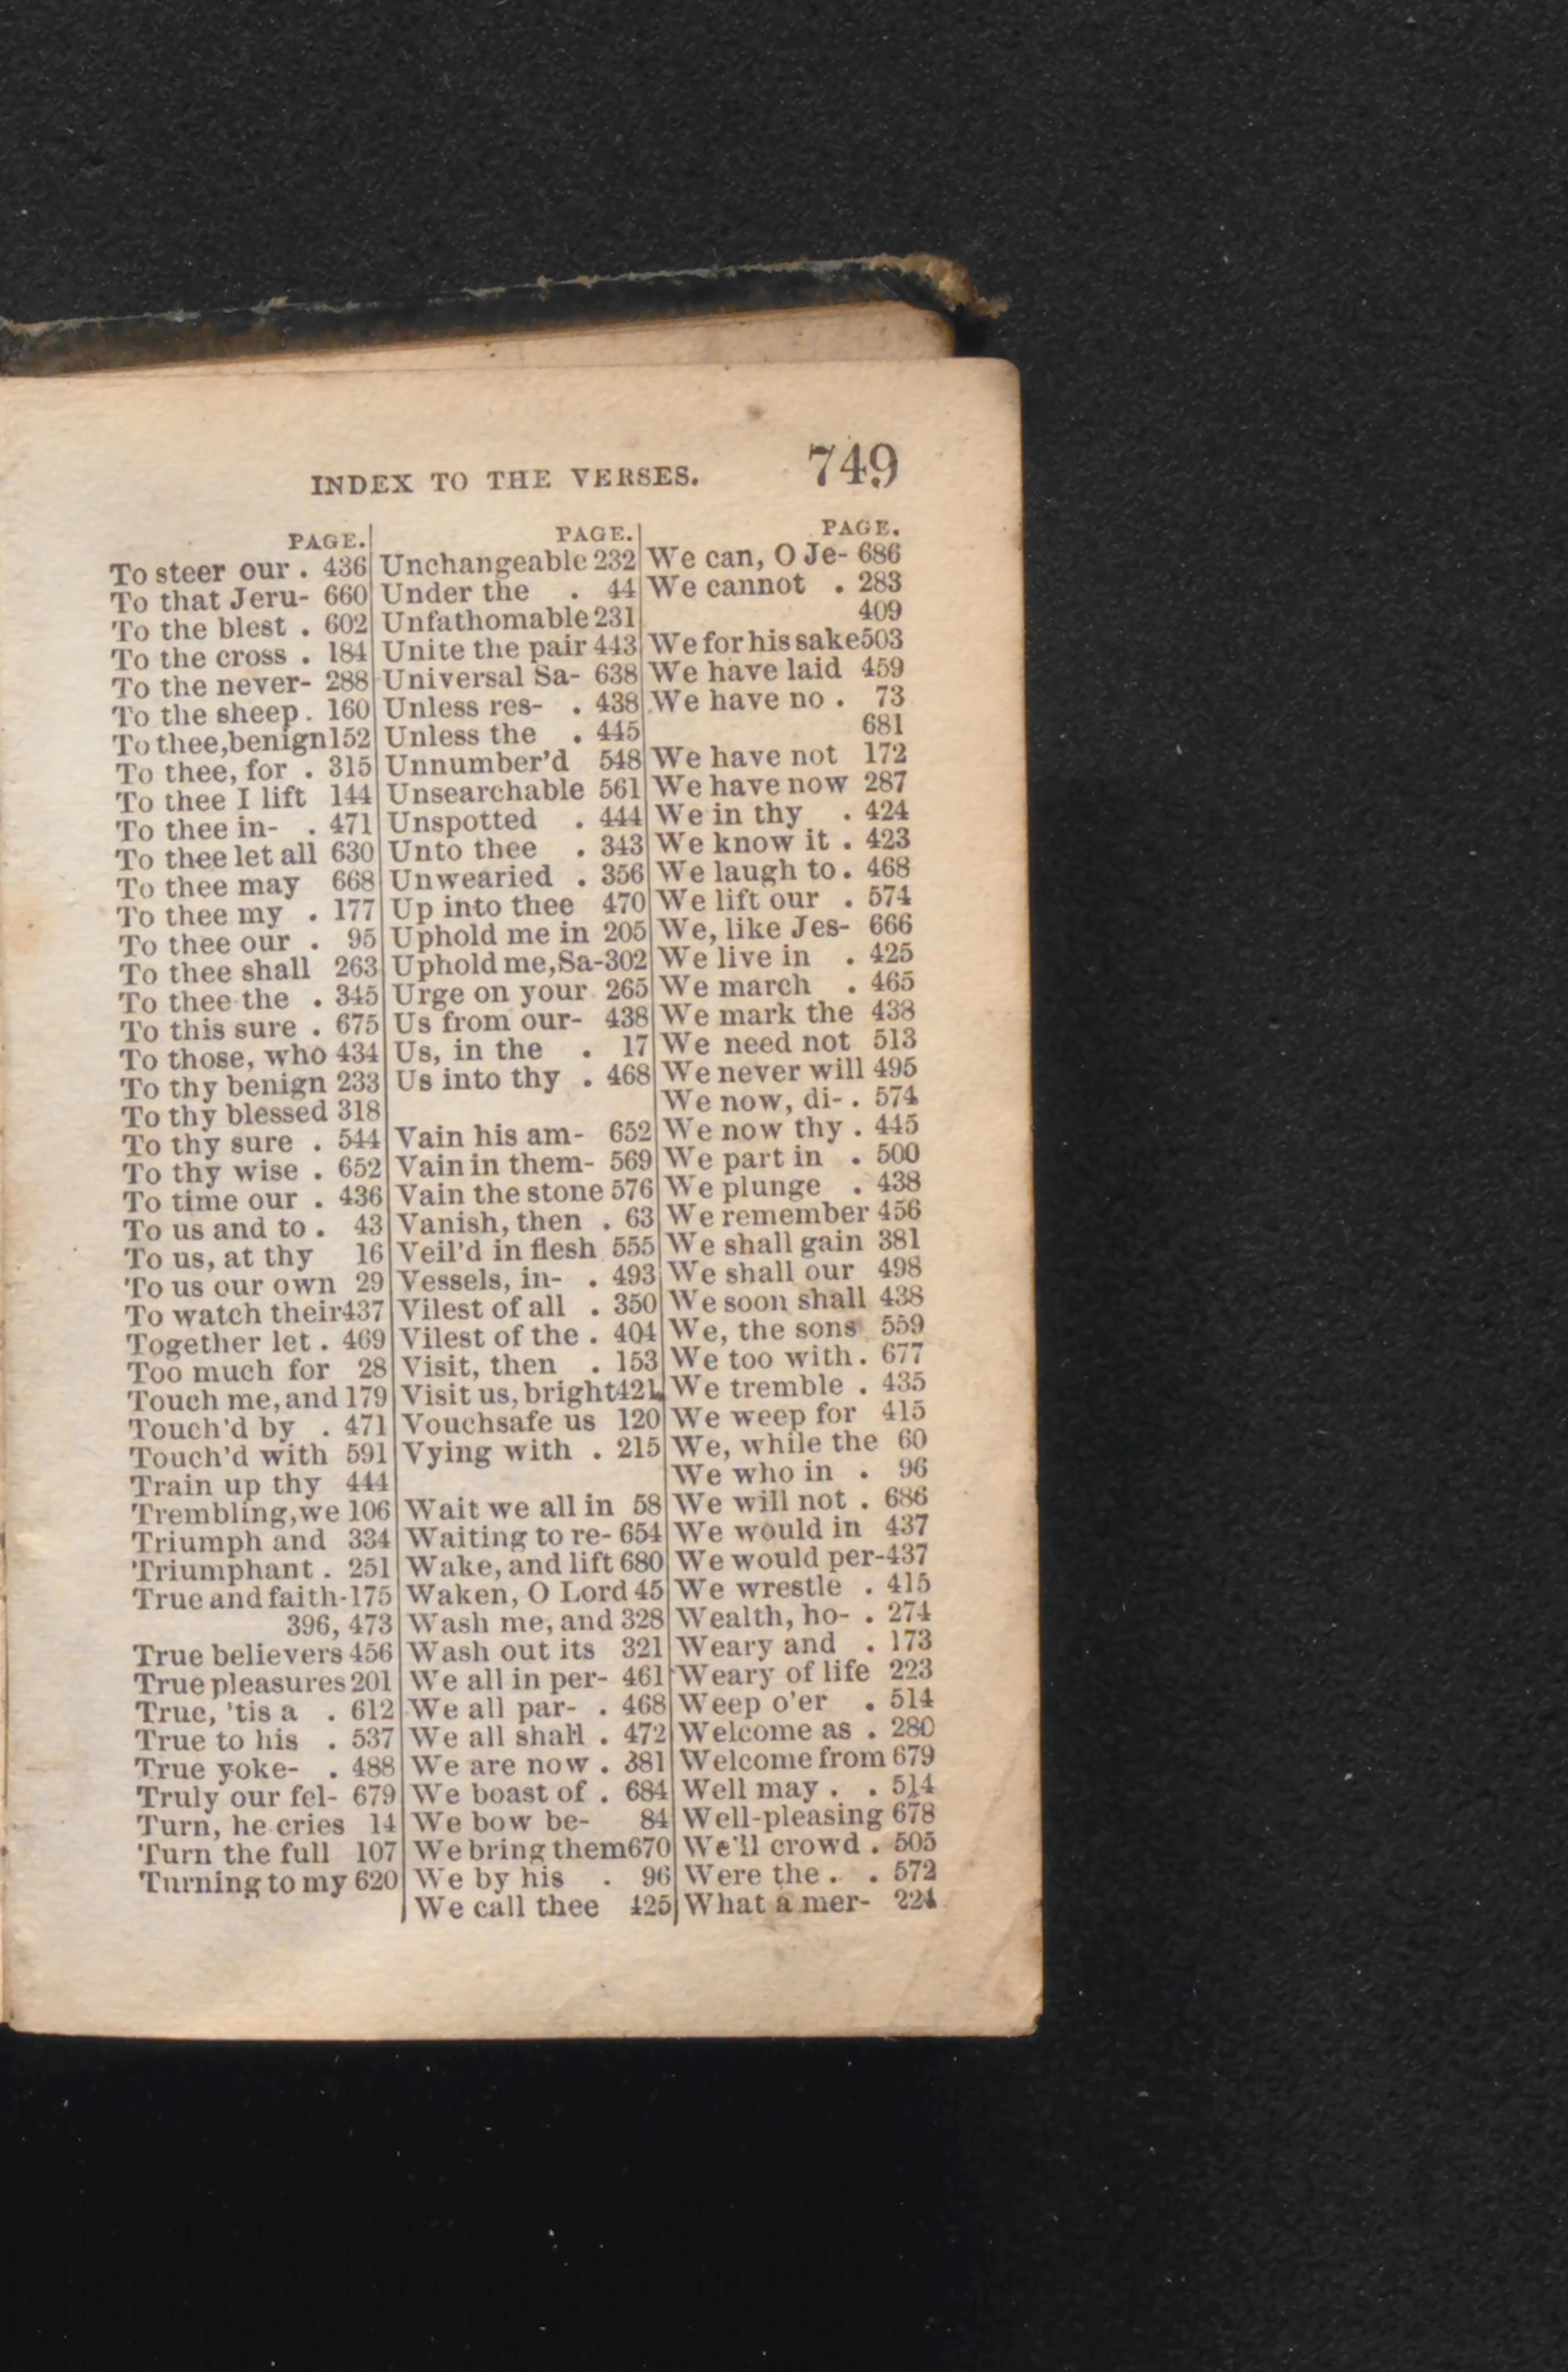 INDEX TO THE VERSES. 749
PAGE.
To steer our . 436
To that Jeru- 660
To the blest . 602
To the cross . 184
To the never- 288
To the sheep . 160
To thee, benign 152
To thee, for . 315
To thee I lift 144
To thee in- . 471
To thee let all 630
To thee may 668
To thee my . 177
To thee our . 95
To thee shall 263
To thee the . 345
To this sure . 675
To those, who 434
To thy benign 233
To thy blessed 318
To thy sure . 544
To thy wise . 652
To time our . 436
To us and to . 43
To us, at thy 16
To us our own 29
To watch their 437
Together let . 469
Too much for 28
Touch me, and 179
Touch'd by . 471
Touch'd with 591
Train up thy 444
Trembling, we 106
Triumph and 334
Triumphant . 251
True and faith- 175
396, 473
True believers 456
True pleasures 201
True, 'tis a . 612
True to his . 537
True yoke- . 488
Truly our fel- 679
Turn, he cries 14
Turn the full 107
Turning to my 620
PAGE.
Unchangeable 232
Under the . 44
Unfathomable 231
Unite the pair 443
Universal Sa- 638
Unless res- . 438
Unless the . 445
Unnumber'd 548
Unsearchable 561
Unspotted . 444
Unto thee . 343
Unwearied . 356
Up into thee 470
Uphold me in 205
Uphold me, Sa- 302
Urge on your 265
Us from our- 438
Us, in the . 17
Us into thy . 468
Vain his am- 652
Vain in them- 569
Vain the stone 576
Vanish, then . 63
Veil'd in flesh 555
Vessels, in- . 493
Vilest of all . 350
Vilest of the . 404
Visit, then . 153
Visit us, bright 421
Vouchsafe us 120
Vying with . 215
Wait we all in 58
Waiting to re- 654
Wake, and lift 680
Waken, O Lord 45
Wash me, and 328
Wash out its 321
We all in per- 461
We all par- . 468
We all shall . 472
We are now . 381
We boast of . 684
We bow be- 84
We bring them 670
We by his . 96
We call thee 425
PAGE.
We can, O Je- 686
We cannot . 283
409
We for his sake 503
We have laid 459
We have no . 73
681
We have not 172
We have now 287
We in thy . 424
We know it . 423
We laugh to . 468
We lift our . 574
We, like Jes- 666
We live in . 425
We march . 465
We mark the 438
We need not 513
We never will 495
We now, di- . 574
We now thy . 445
We part in . 500
We plunge . 438
We remember 456
We shall gain 381
We shall our 498
We soon shall 438
We, the sons 559
We too with . 677
We tremble . 435
We weep for 415
We, while the 60
We who in . 96
We will not . 686
We would in 437
We would per- 437
We wrestle . 415
Wealth, ho- . 274
Weary and . 173
Weary of life 223
Weep o'er . 514
Welcome as . 280
Welcome from 679
Well may . . 514
Well-pleasing 678
We'll crowd . 505
Were the . . 572
What a mer- 224